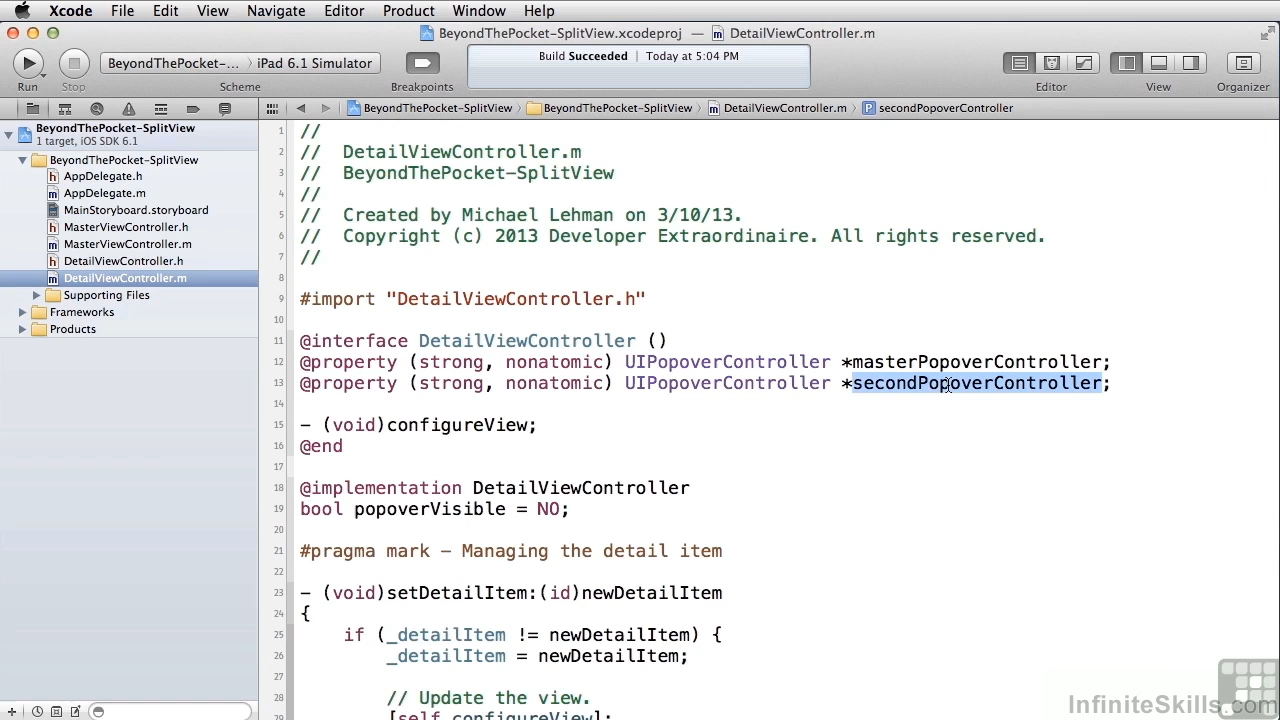 Xcode File Edit View Navigate Editor Product Window Help
BeyondThePocket-SplitView.xcodeproj — DetailViewController.m
BeyondThePocket-... iPad 6.1 Simulator
Build Succeeded | Today at 5:04 PM
Run Stop Scheme Breakpoints Editor View Organizer
BeyondThePocket-SplitView BeyondThePocket-SplitView DetailViewController.m P secondPopoverController
BeyondThePocket-SplitView
1 target, iOS SDK 6.1
BeyondThePocket-SplitView
h AppDelegate.h
m AppDelegate.m
MainStoryboard.storyboard
h MasterViewController.h
m MasterViewController.m
h DetailViewController.h
m DetailViewController.m
Supporting Files
Frameworks
Products
1 //
2 // DetailViewController.m
3 // BeyondThePocket-SplitView
4 //
5 // Created by Michael Lehman on 3/10/13.
6 // Copyright (c) 2013 Developer Extraordinaire. All rights reserved.
7 //
8
9 #import "DetailViewController.h"
10
11 @interface DetailViewController ()
12 @property (strong, nonatomic) UIPopoverController *masterPopoverController;
13 @property (strong, nonatomic) UIPopoverController *secondPopoverController;
14
15 - (void)configureView;
16 @end
17
18 @implementation DetailViewController
19 bool popoverVisible = NO;
20
21 #pragma mark - Managing the detail item
22
23 - (void)setDetailItem:(id)newDetailItem
24 {
25 if (_detailItem != newDetailItem) {
26 _detailItem = newDetailItem;
27
28 // Update the view.
29 [self configureView];
InfiniteSkills.com